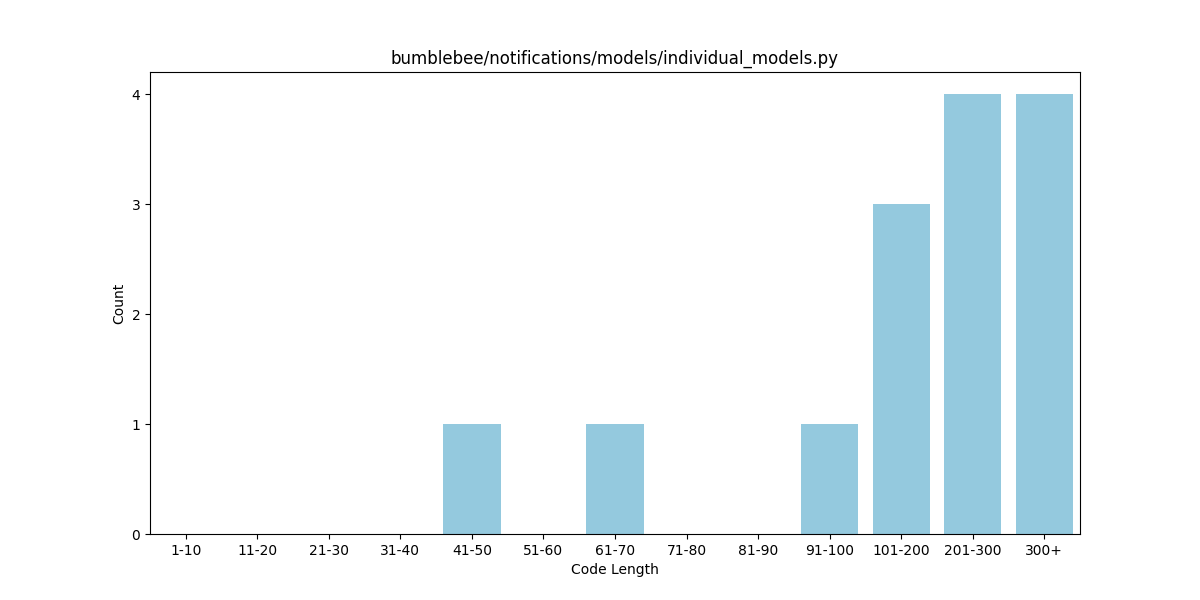 bumblebee/notifications/models/individual_models.py
4
3
2
1
0
Count
1-10 11-20 21-30 31-40 41-50 51-60 61-70 71-80 81-90 91-100 101-200 201-300 300+
Code Length